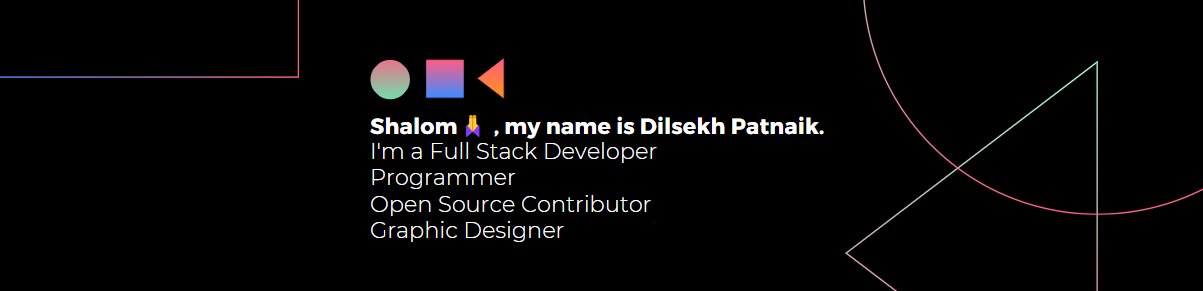 Shalom 🙏 , my name is Dilsekh Patnaik.
I'm a Full Stack Developer
Programmer
Open Source Contributor
Graphic Designer